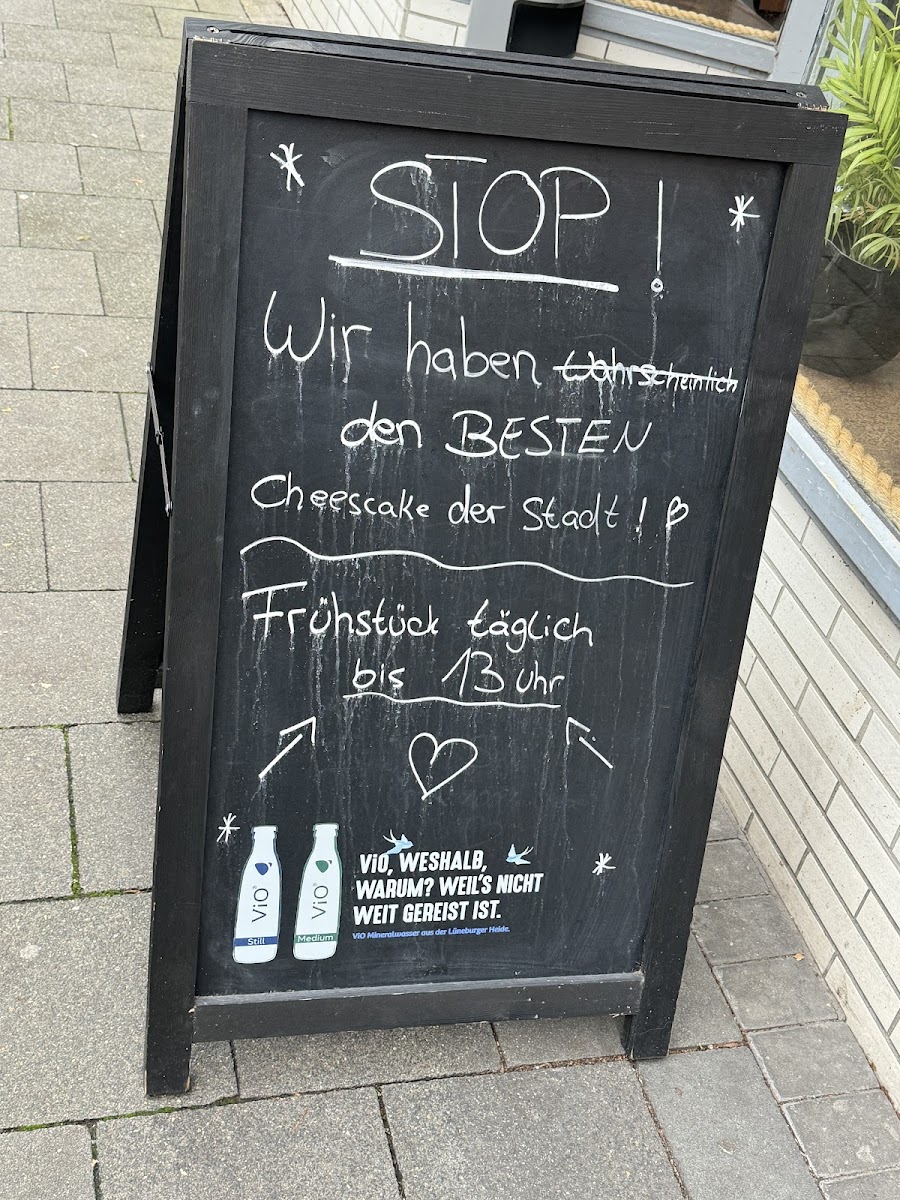 STOP!
Wir haben wahrscheinlich
den BESTEN
Cheescake der Stadt!
Frühstück täglich
bis 13 Uhr
ViO
Still
ViO
Medium
ViO, WESHALB,
WARUM? WEIL'S NICHT
WEIT GEREIST IST.
ViO Mineralwasser aus der Lüneburger Heide.